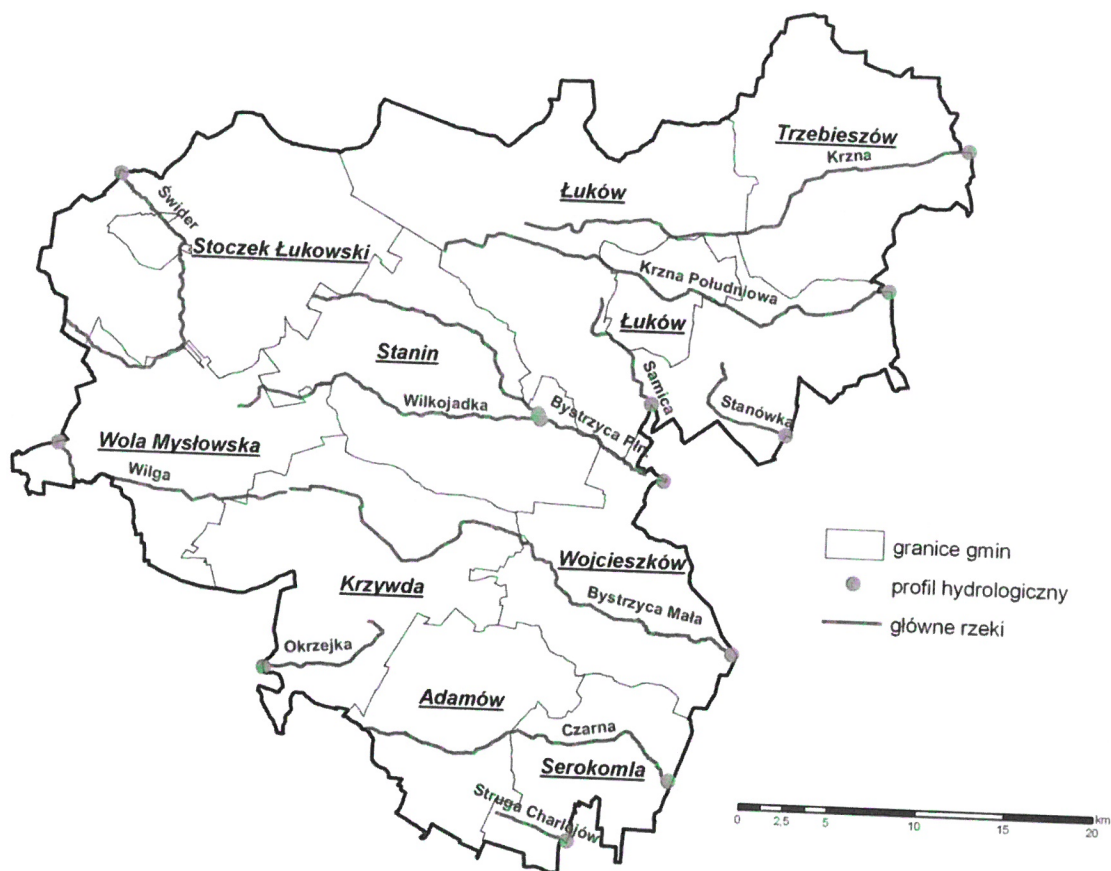 Trzebieszów
Krzna
Łuków
Świder
Stoczek Łukowski
Krzna Południowa
Łuków
Stanin
Samica
Stanówka
Wilkojadka
Bystrzyca Płn.
Wola Mysłowska
Wilga
Wojcieszków
granice gmin
Krzywda
profil hydrologiczny
Bystrzyca Mała
główne rzeki
Okrzejka
Adamów
Czarna
Serokomla
Struga Charlejów
0 2,5 5 10 15 20 km